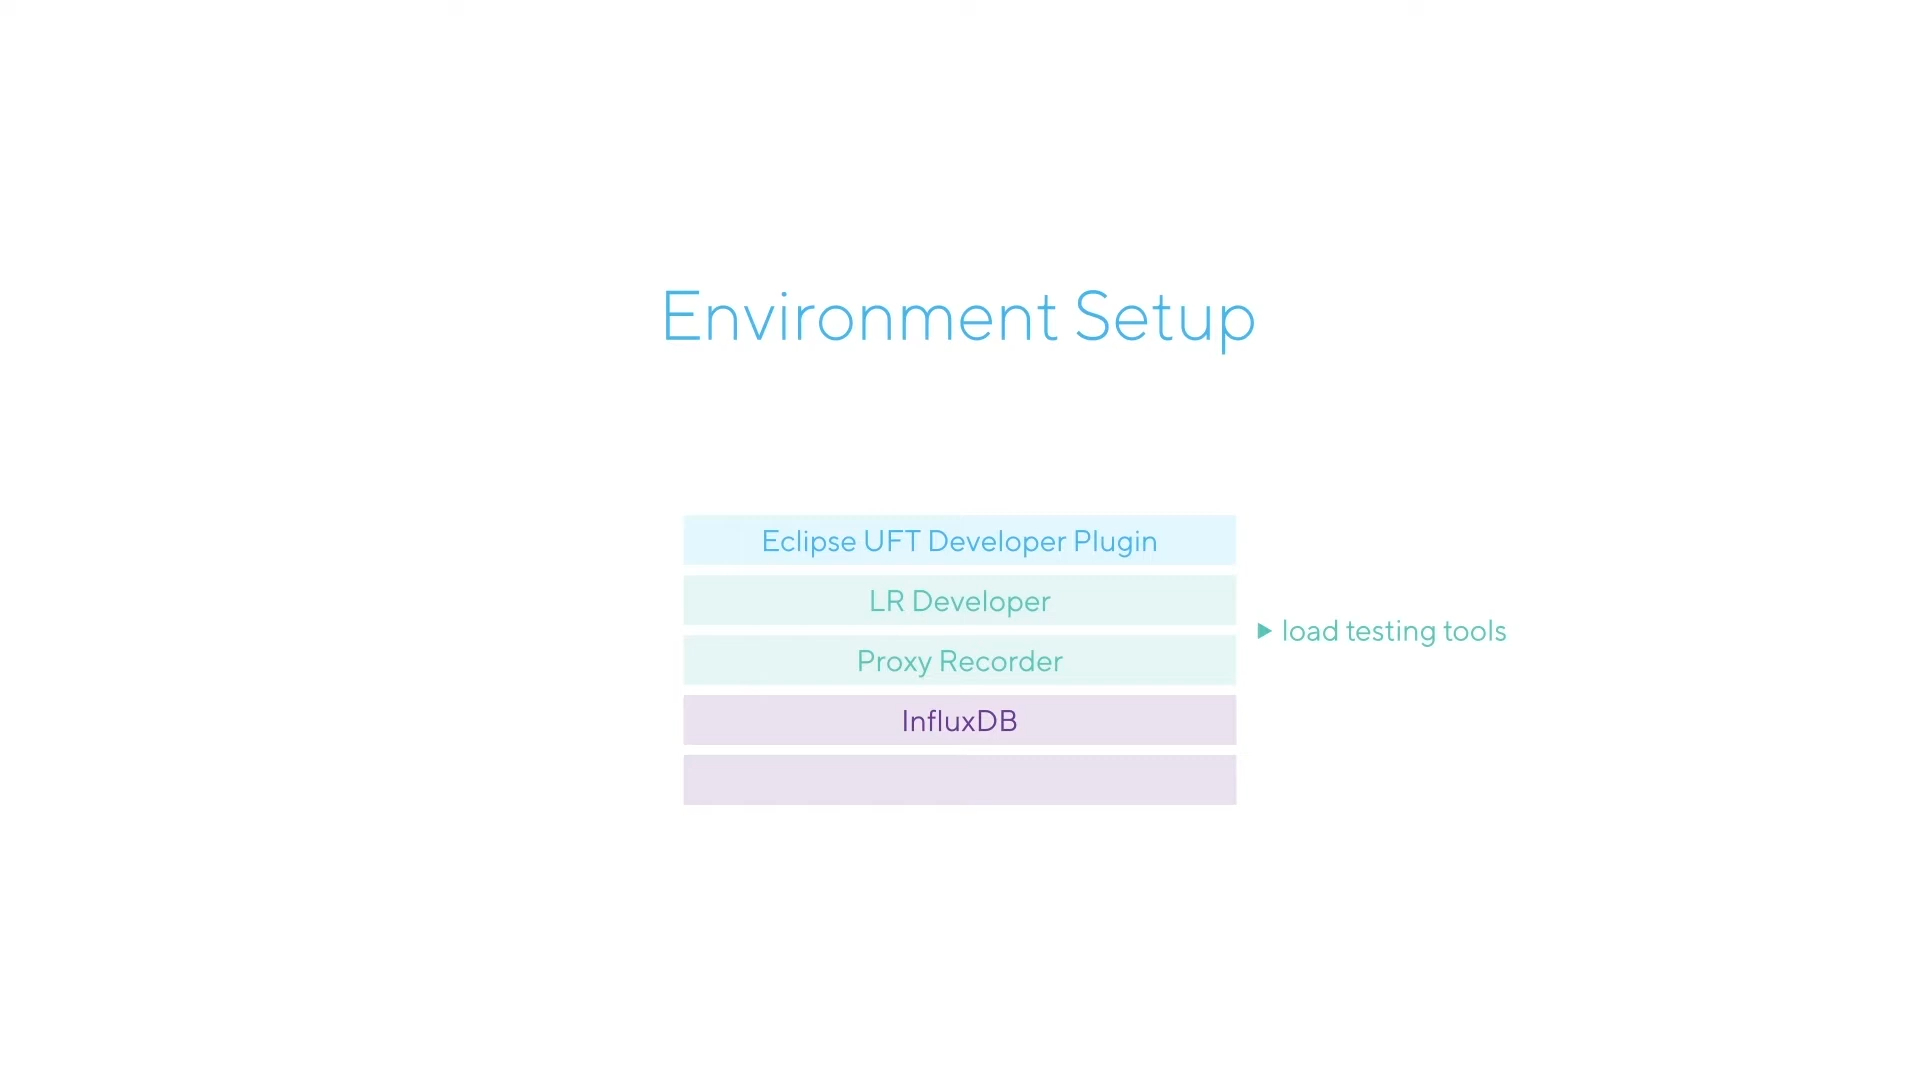 Environment Setup
Eclipse UFT Developer Plugin
LR Developer
Proxy Recorder
load testing tools
InfluxDB